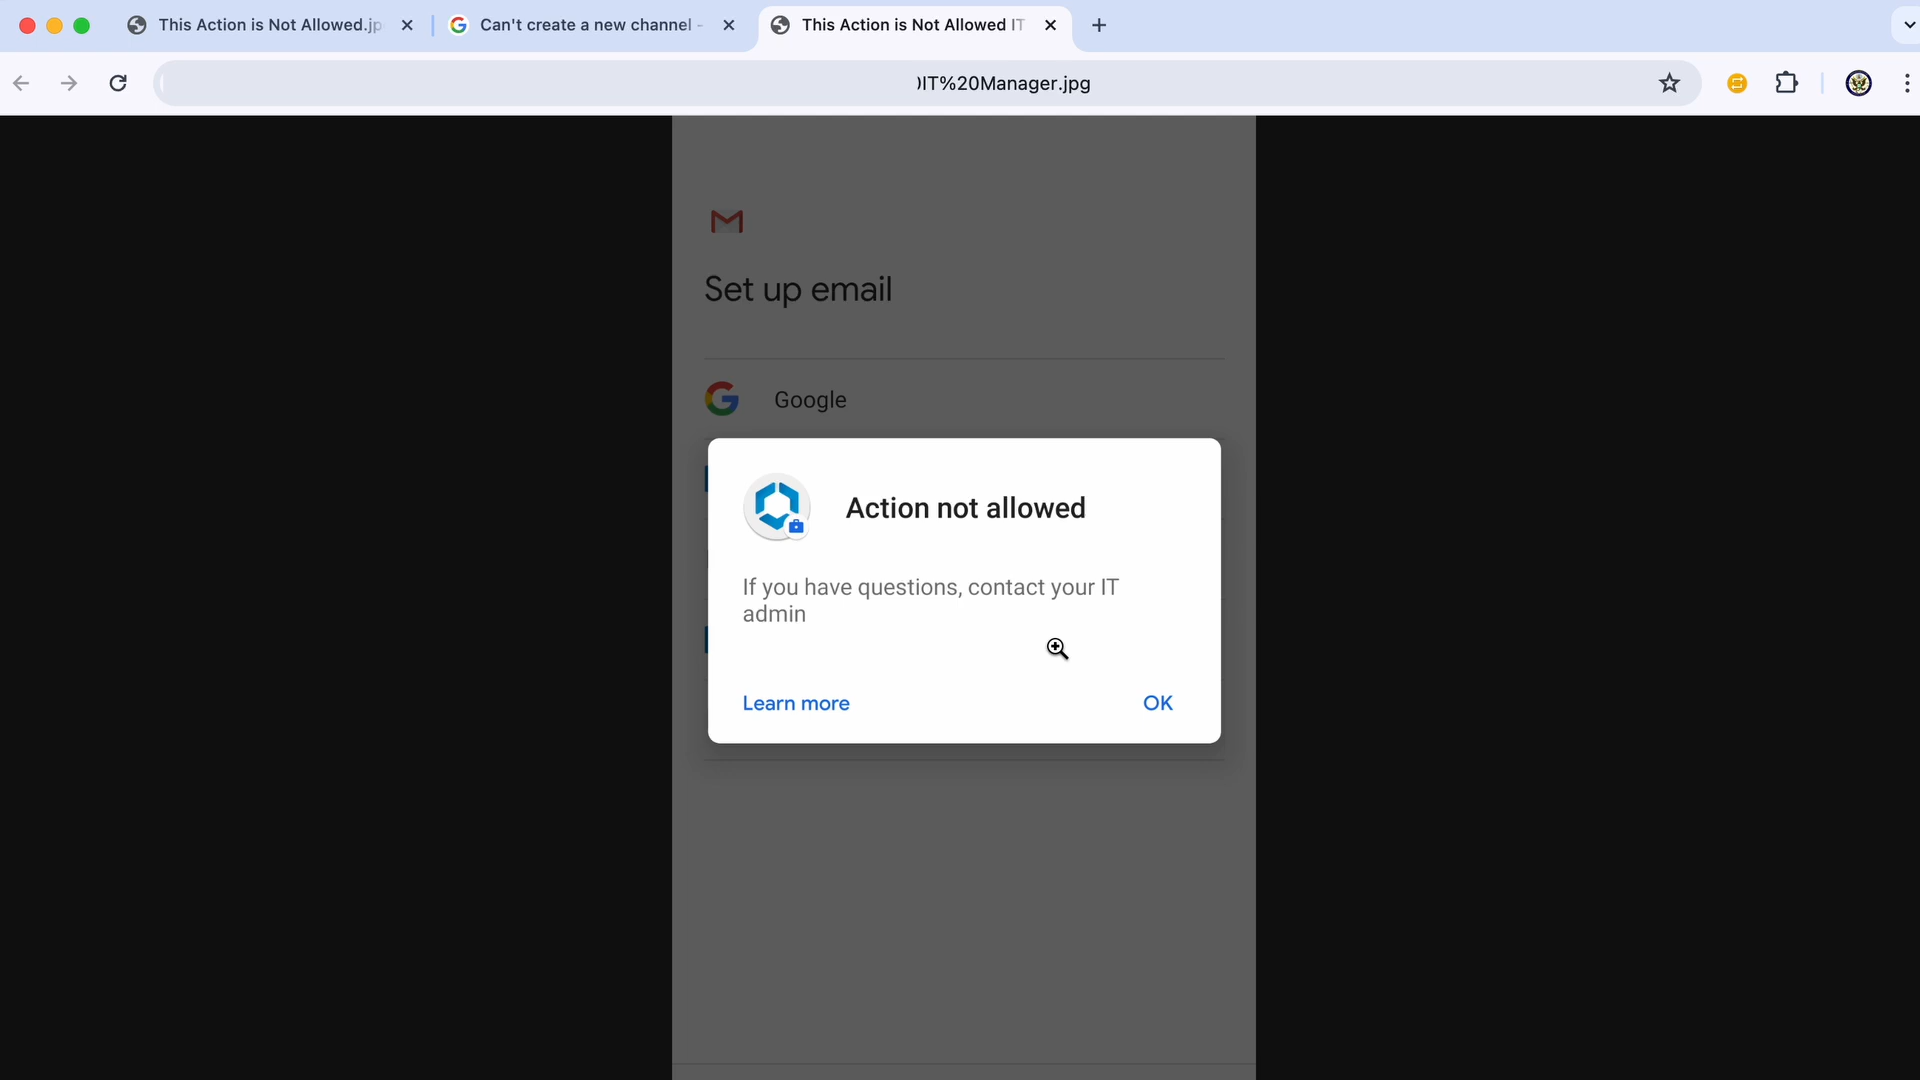 This Action is Not Allowed.jp
Can't create a new channel -
This Action is Not Allowed IT
IT%20Manager.jpg
Set up email
Google
Action not allowed
If you have questions, contact your IT
admin
Learn more
OK